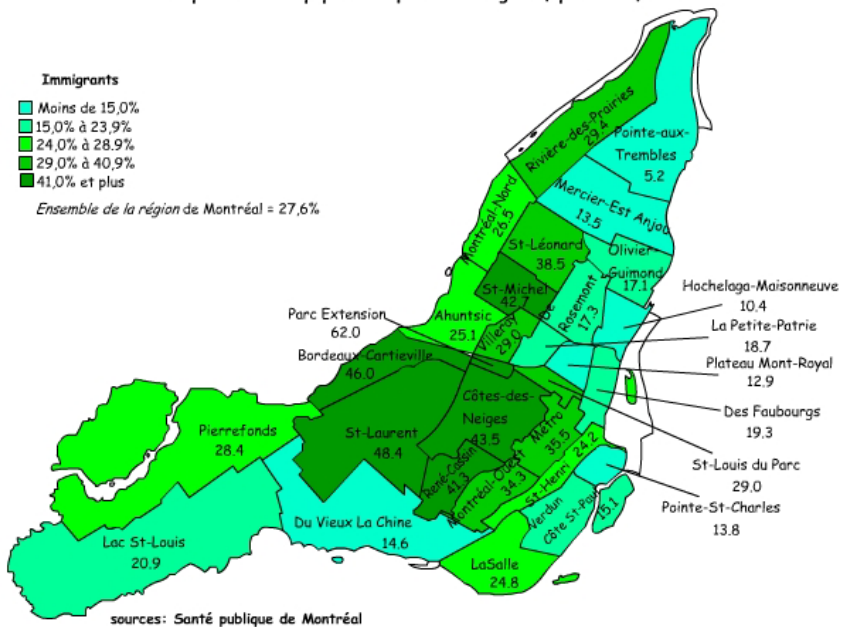 Immigrants
Moins de 15,0%
15,0% à 23,9%
24,0% à 28.9%
29,0% à 40,9%
41,0% et plus
Ensemble de la région de Montréal = 27,6%
Rivière-des-Prairies
29.4
Pointe-aux-
Trembles
5.2
Mercier-Est Anjou
13.5
Montréal-Nord
26.5
St-Léonard
38.5
Olivier-
Guimond
17.1
St-Michel
42.7
De
Rosemont
17.3
Hochelaga-Maisonneuve
10.4
Parc Extension
62.0
Ahuntsic
25.1
Villeray
29.0
La Petite-Patrie
18.7
Bordeaux-Cartieville
46.0
Plateau Mont-Royal
12.9
Côtes-des-
Neiges
43.5
Des Faubourgs
19.3
Pierrefonds
28.4
St-Laurent
48.4
Métro
35.5
St-Louis du Parc
29.0
René-Cassin
41.3
Montréal-Ouest
34.3
St-Henri 24.2
Pointe-St-Charles
13.8
Verdun
Côte St-Paul
15.1
Du Vieux La Chine
14.6
Lac St-Louis
20.9
LaSalle
24.8
sources: Santé publique de Montréal